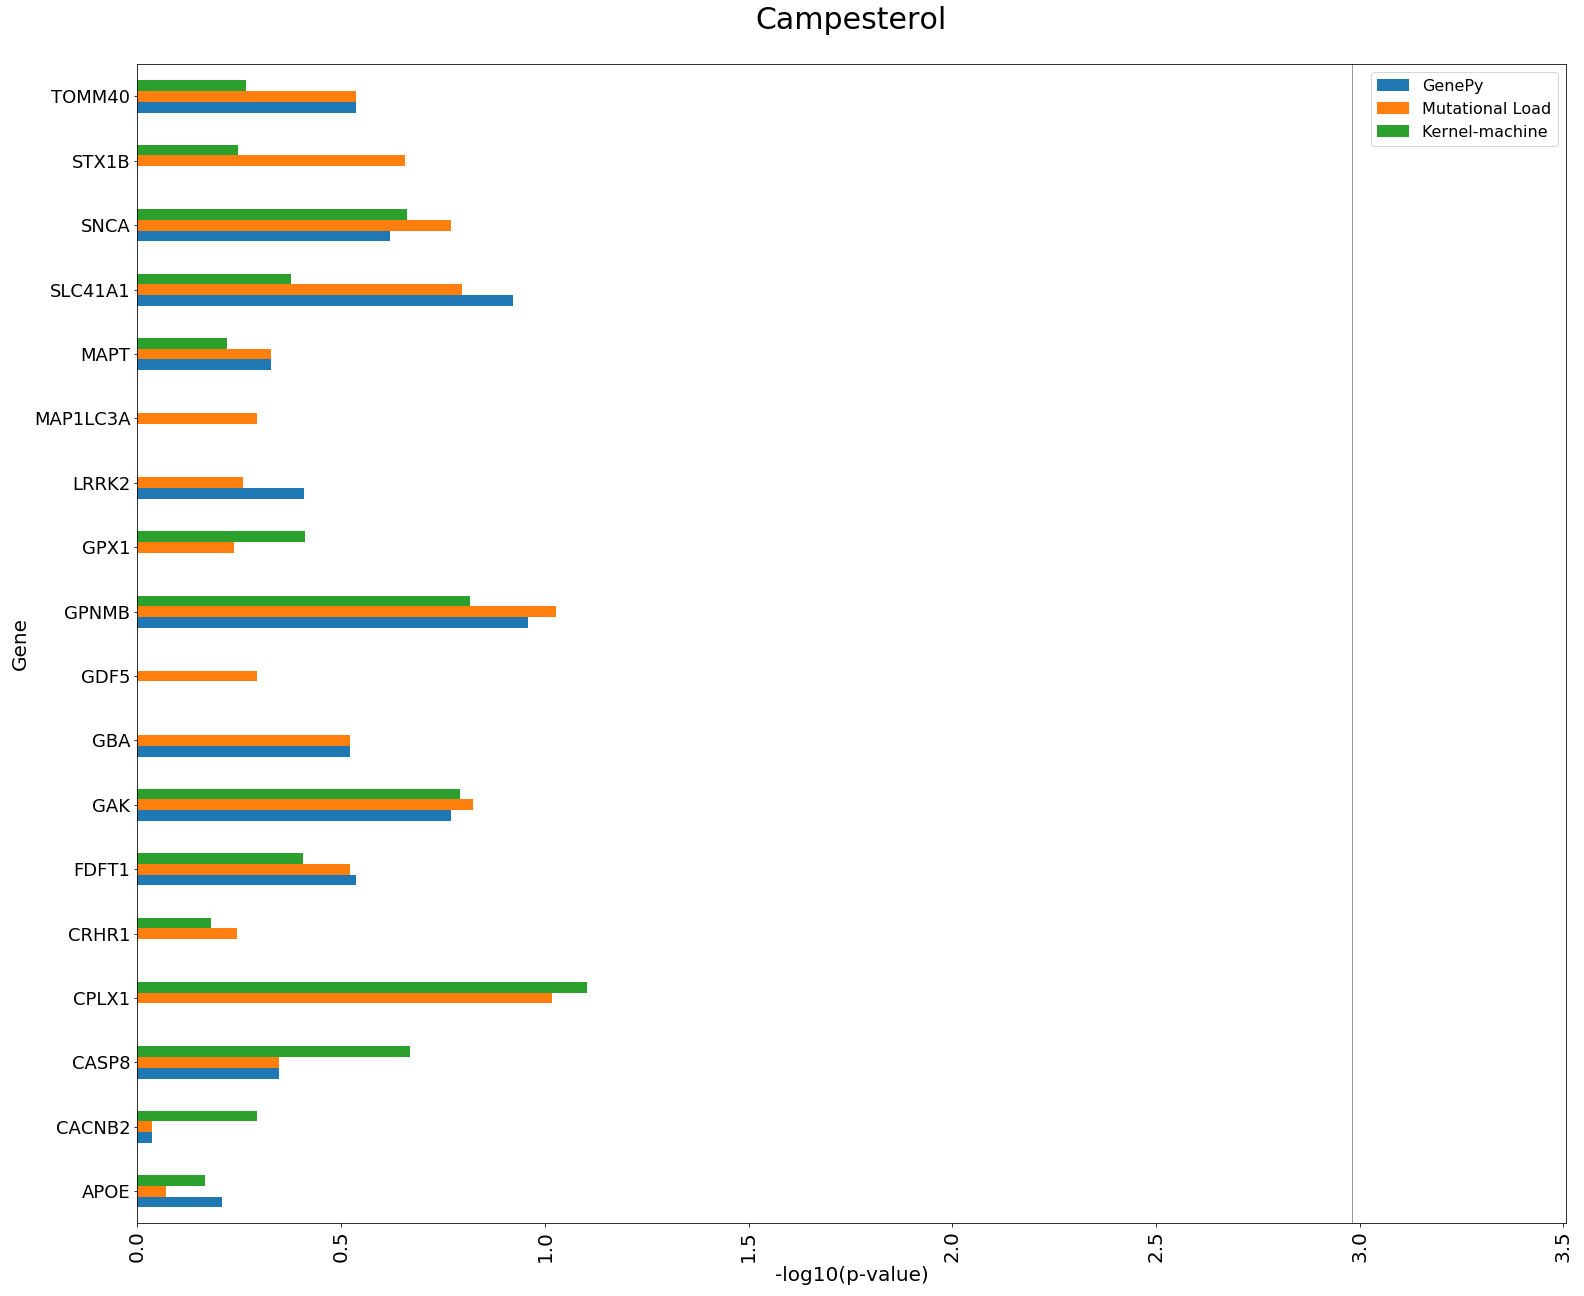 Campesterol
GenePy
Mutational Load
Kernel-machine
Gene
TOMM40
STX1B
SNCA
SLC41A1
MAPT
MAP1LC3A
LRRK2
GPX1
GPNMB
GDF5
GBA
GAK
FDFT1
CRHR1
CPLX1
CASP8
CACNB2
APOE
0.0
0.5
1.0
1.5
2.0
2.5
3.0
3.5
-log10(p-value)